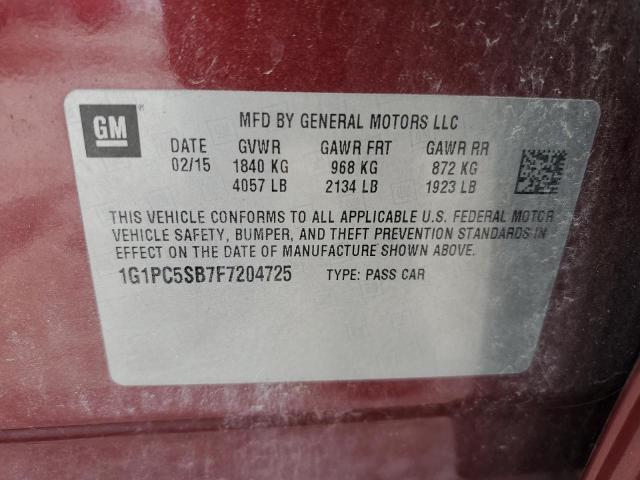 GM
MFD BY GENERAL MOTORS LLC
DATE GVWR GAWR FRT GAWR RR
02/15 1840 KG 968 KG 872 KG
4057 LB 2134 LB 1923 LB
THIS VEHICLE CONFORMS TO ALL APPLICABLE U.S. FEDERAL MOTOR
VEHICLE SAFETY, BUMPER, AND THEFT PREVENTION STANDARDS IN
EFFECT ON THE DATE OF MANUFACTURE SHOWN ABOVE.
1G1PC5SB7F7204725 TYPE: PASS CAR